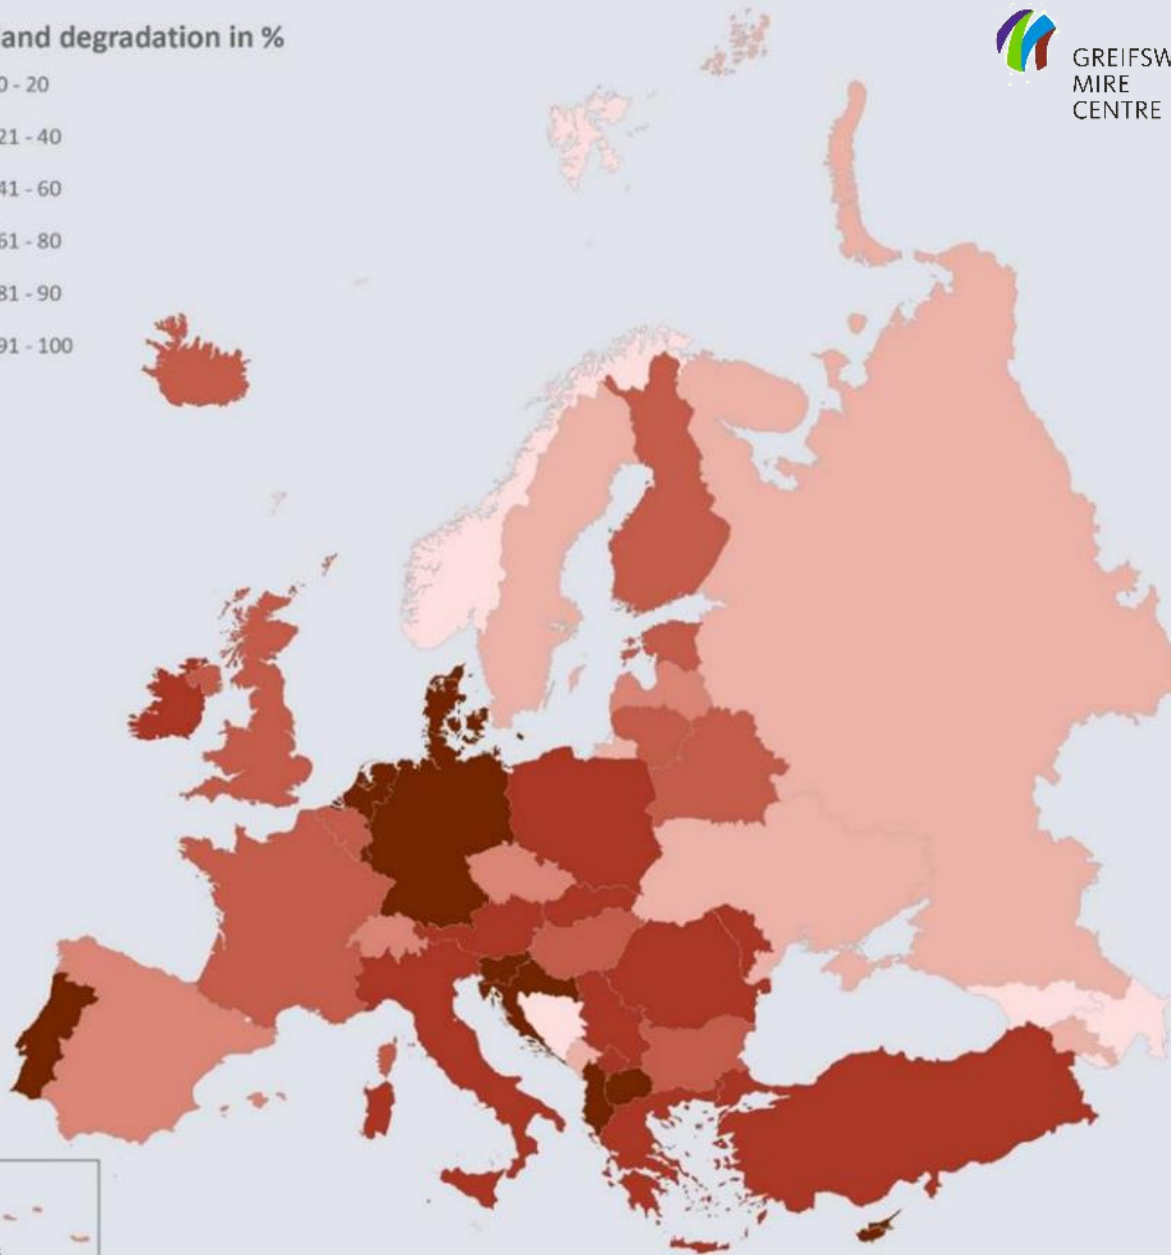 and degradation in %
0 - 20
21 - 40
41 - 60
61 - 80
81 - 90
91 - 100
GREIFSW
MIRE
CENTRE